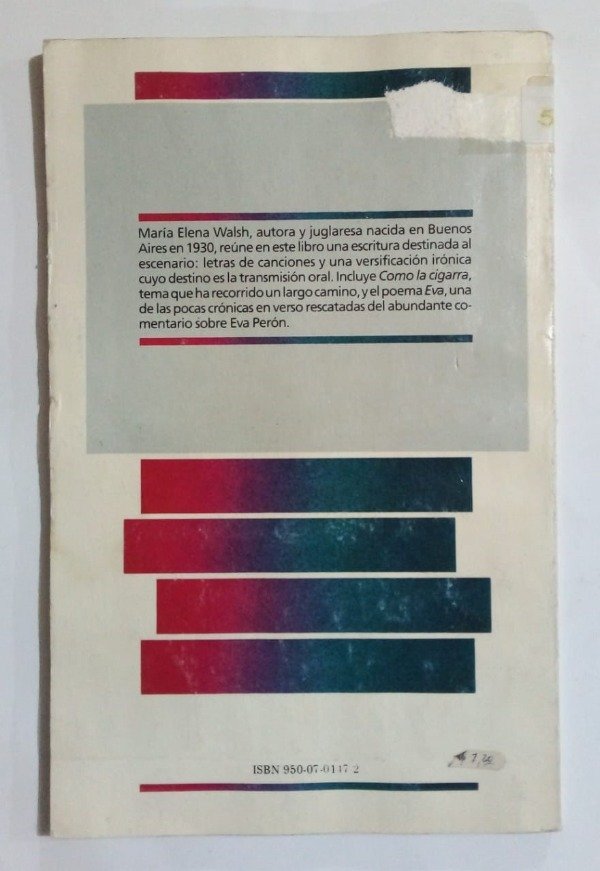 5
María Elena Walsh, autora y juglaresa nacida en Buenos
Aires en 1930, reúne en este libro una escritura destinada al
escenario: letras de canciones y una versificación irónica
cuyo destino es la transmisión oral. Incluye Como la cigarra,
tema que ha recorrido un largo camino, y el poema Eva, una
de las pocas crónicas en verso rescatadas del abundante co-
mentario sobre Eva Perón.
ISBN 950-07-0147 2